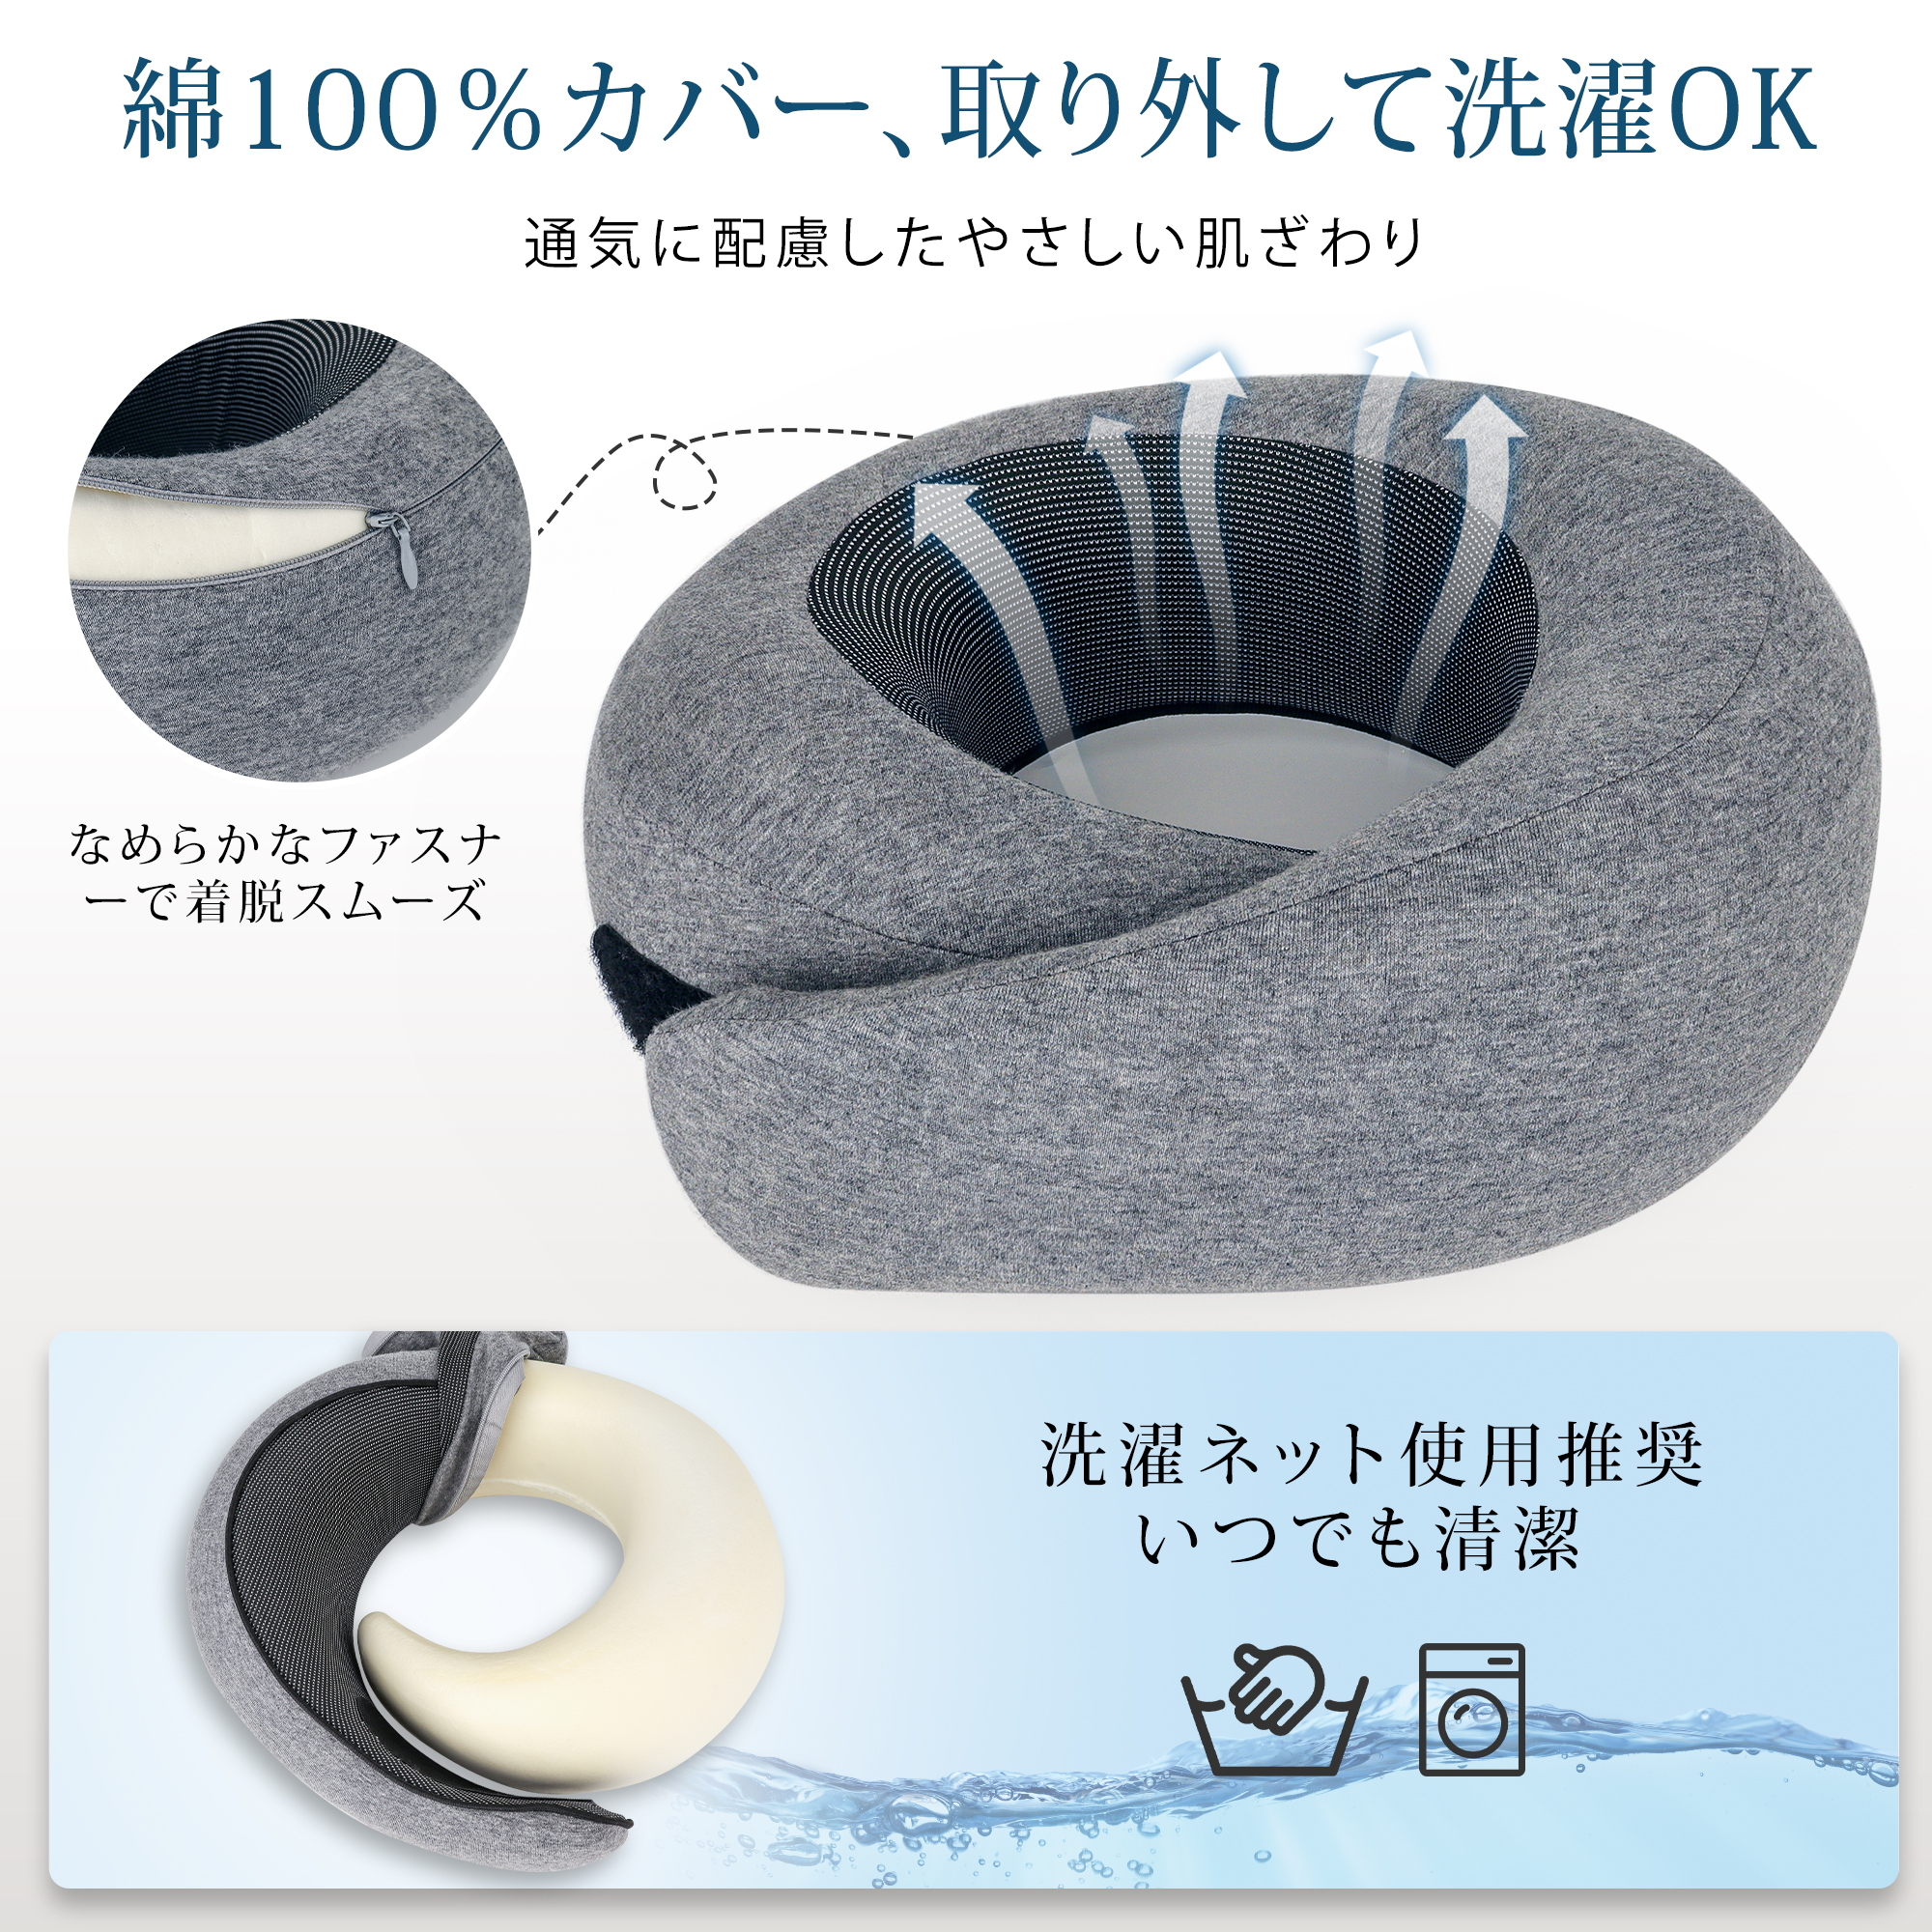 綿100%カバー、取り外して洗濯OK
通気に配慮したやさしい肌ざわり
なめらかなファスナ
ーで着脱スムーズ
洗濯ネット使用推奨
いつでも清潔